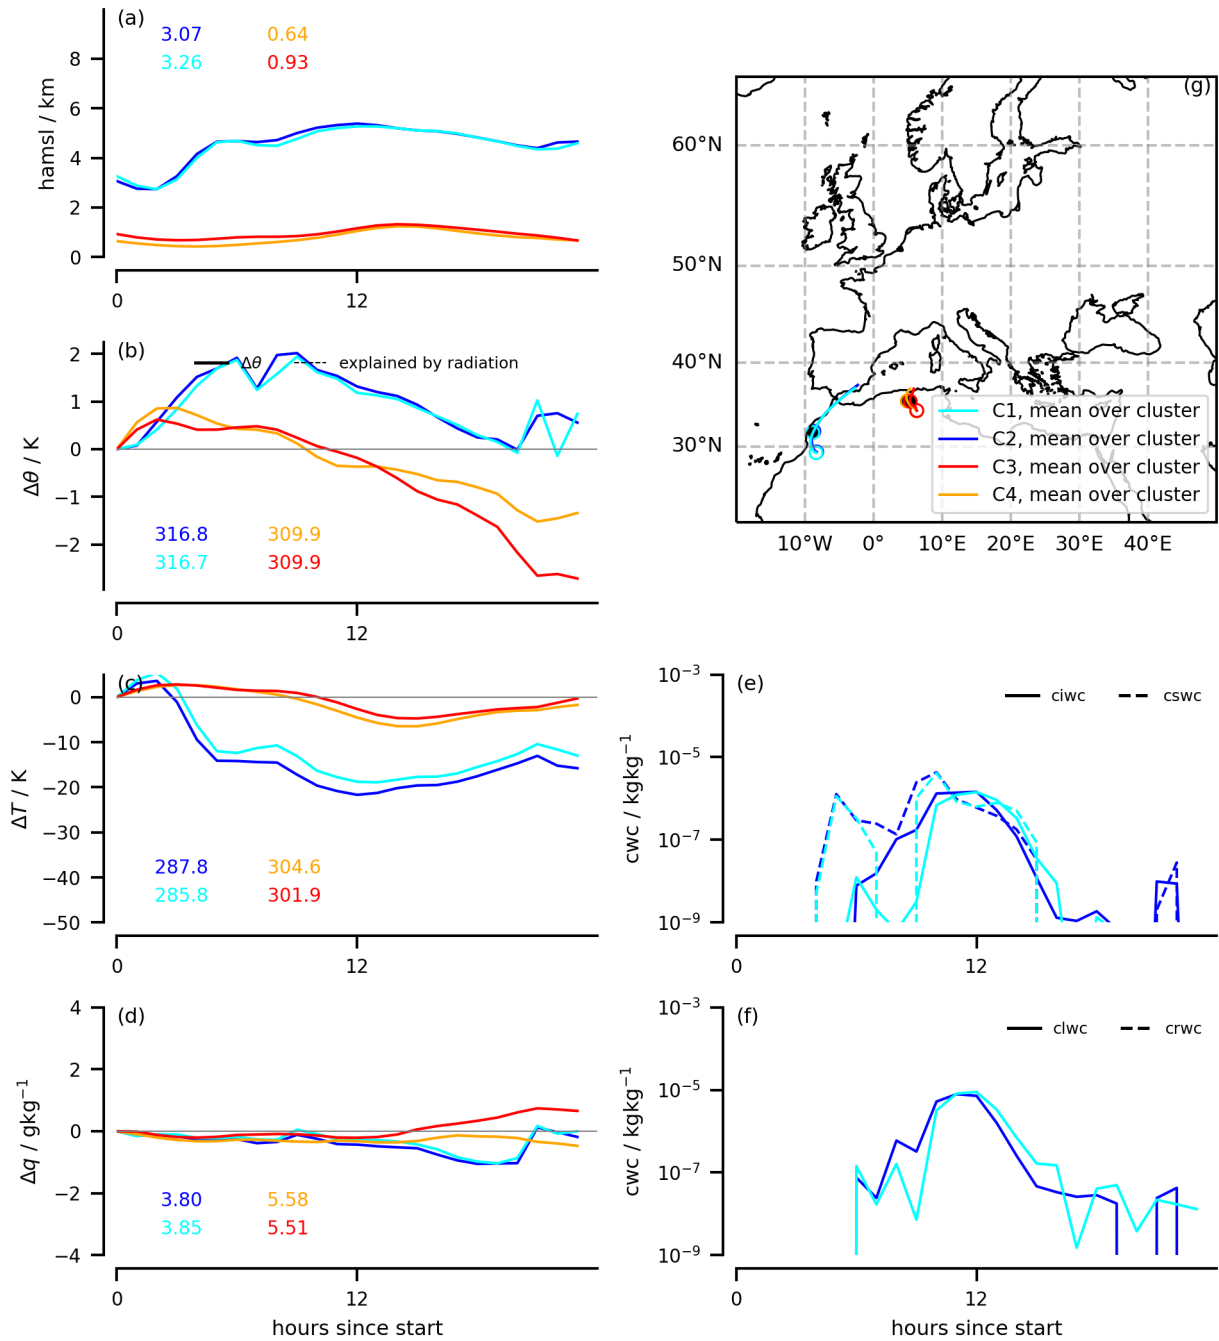 (a)
3.07 0.64
3.26 0.93
hamsl / km
8
6
4
2
0
0 12
(g)
60°N
50°N
40°N
30°N
10°W 0° 10°E 20°E 30°E 40°E
C1, mean over cluster
C2, mean over cluster
C3, mean over cluster
C4, mean over cluster
(b)
Δθ explained by radiation
Δθ / K
2
1
0
−1
−2
316.8 309.9
316.7 309.9
0 12
(c)
ΔT / K
0
−10
−20
−30
−40
−50
287.8 304.6
285.8 301.9
0 12
(e)
ciwc cswc
cwc / kgkg⁻¹
10⁻³
10⁻⁵
10⁻⁷
10⁻⁹
0 12
(d)
Δq / gkg⁻¹
4
2
0
−2
−4
3.80 5.58
3.85 5.51
0 12
hours since start
(f)
clwc crwc
cwc / kgkg⁻¹
10⁻³
10⁻⁵
10⁻⁷
10⁻⁹
0 12
hours since start